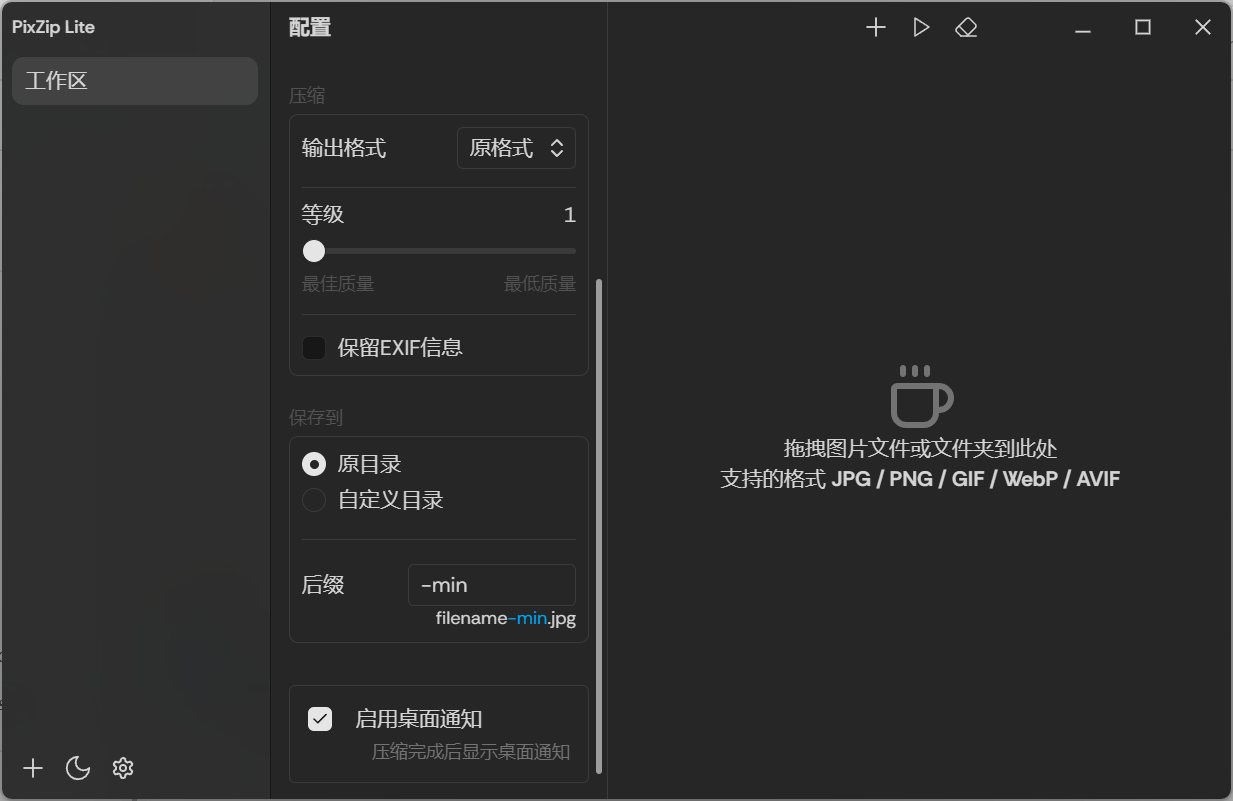 PixZip Lite
工作区
配置
压缩
输出格式
原格式
等级
1
最佳质量
最低质量
保留EXIF信息
保存到
原目录
自定义目录
后缀
-min
filename-min.jpg
启用桌面通知
压缩完成后显示桌面通知
拖拽图片文件或文件夹到此处
支持的格式 JPG / PNG / GIF / WebP / AVIF